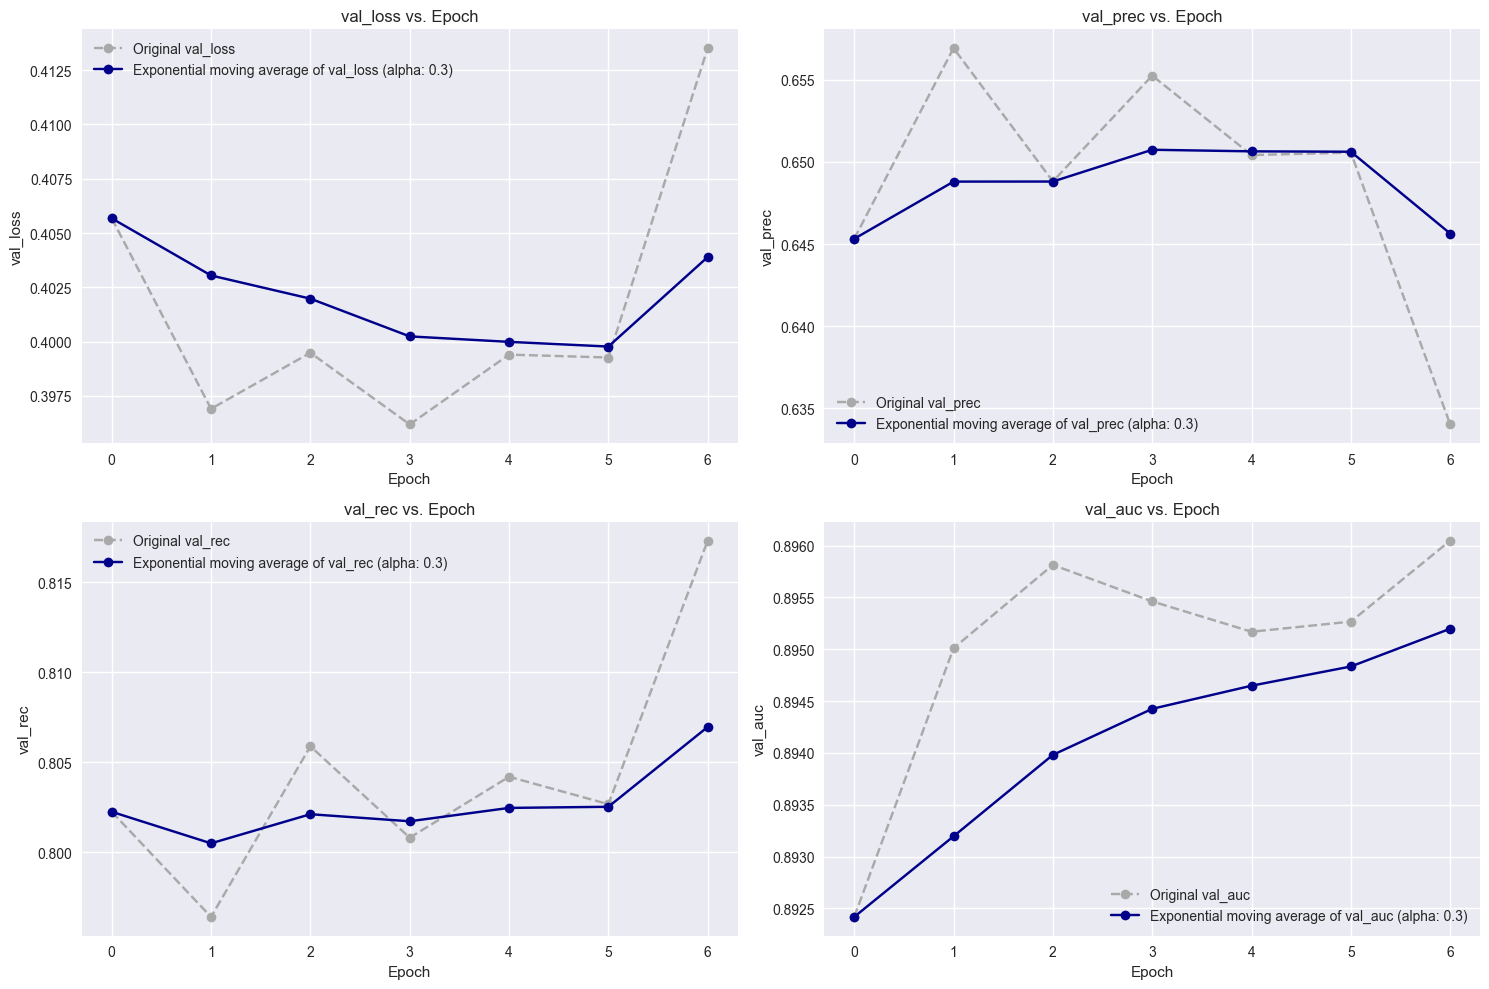 val_loss vs. Epoch
Original val_loss
Exponential moving average of val_loss (alpha: 0.3)
0.4125
0.4100
0.4075
0.4050
0.4025
0.4000
0.3975
val_loss
0 1 2 3 4 5 6
Epoch
val_prec vs. Epoch
0.655
0.650
0.645
0.640
0.635
val_prec
Original val_prec
Exponential moving average of val_prec (alpha: 0.3)
0 1 2 3 4 5 6
Epoch
val_rec vs. Epoch
Original val_rec
Exponential moving average of val_rec (alpha: 0.3)
0.815
0.810
0.805
0.800
val_rec
0 1 2 3 4 5 6
Epoch
val_auc vs. Epoch
0.8960
0.8955
0.8950
0.8945
0.8940
0.8935
0.8930
0.8925
val_auc
Original val_auc
Exponential moving average of val_auc (alpha: 0.3)
0 1 2 3 4 5 6
Epoch